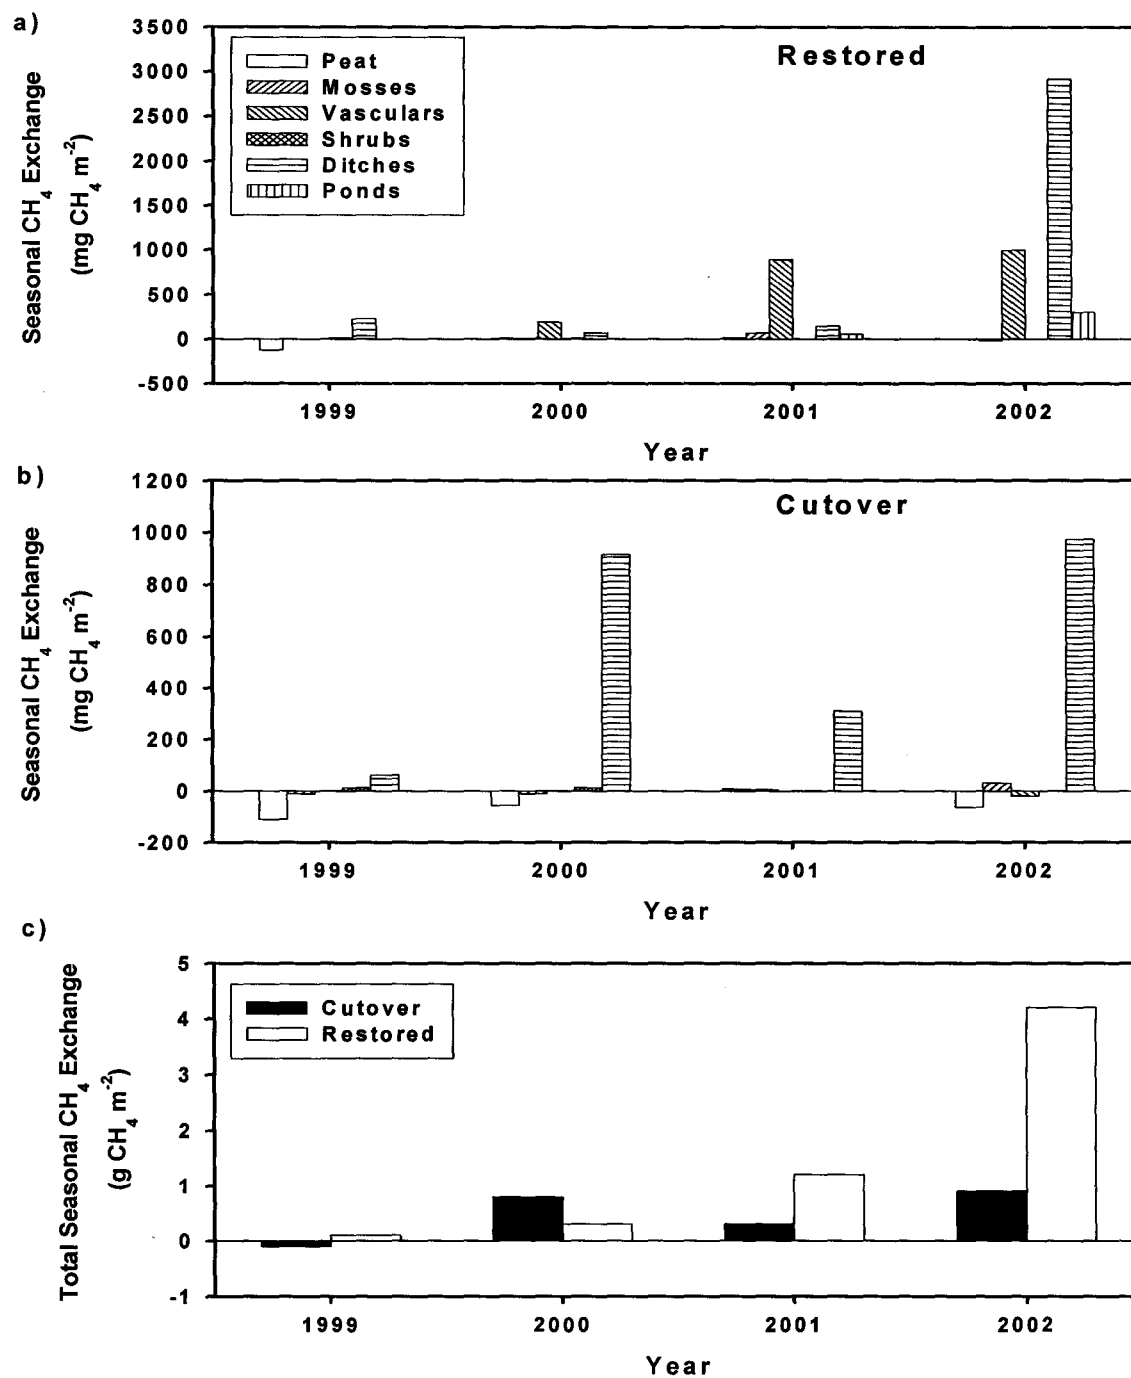 a)
Restored
Seasonal CH4 Exchange
(mg CH4 m-2)
3500
3000
2500
2000
1500
1000
500
0
-500
Peat
Mosses
Vasculars
Shrubs
Ditches
Ponds
1999 2000 2001 2002
Year
b)
Cutover
Seasonal CH4 Exchange
(mg CH4 m-2)
1200
1000
800
600
400
200
0
-200
1999 2000 2001 2002
Year
c)
Total Seasonal CH4 Exchange
(g CH4 m-2)
5
4
3
2
1
0
-1
Cutover
Restored
1999 2000 2001 2002
Year